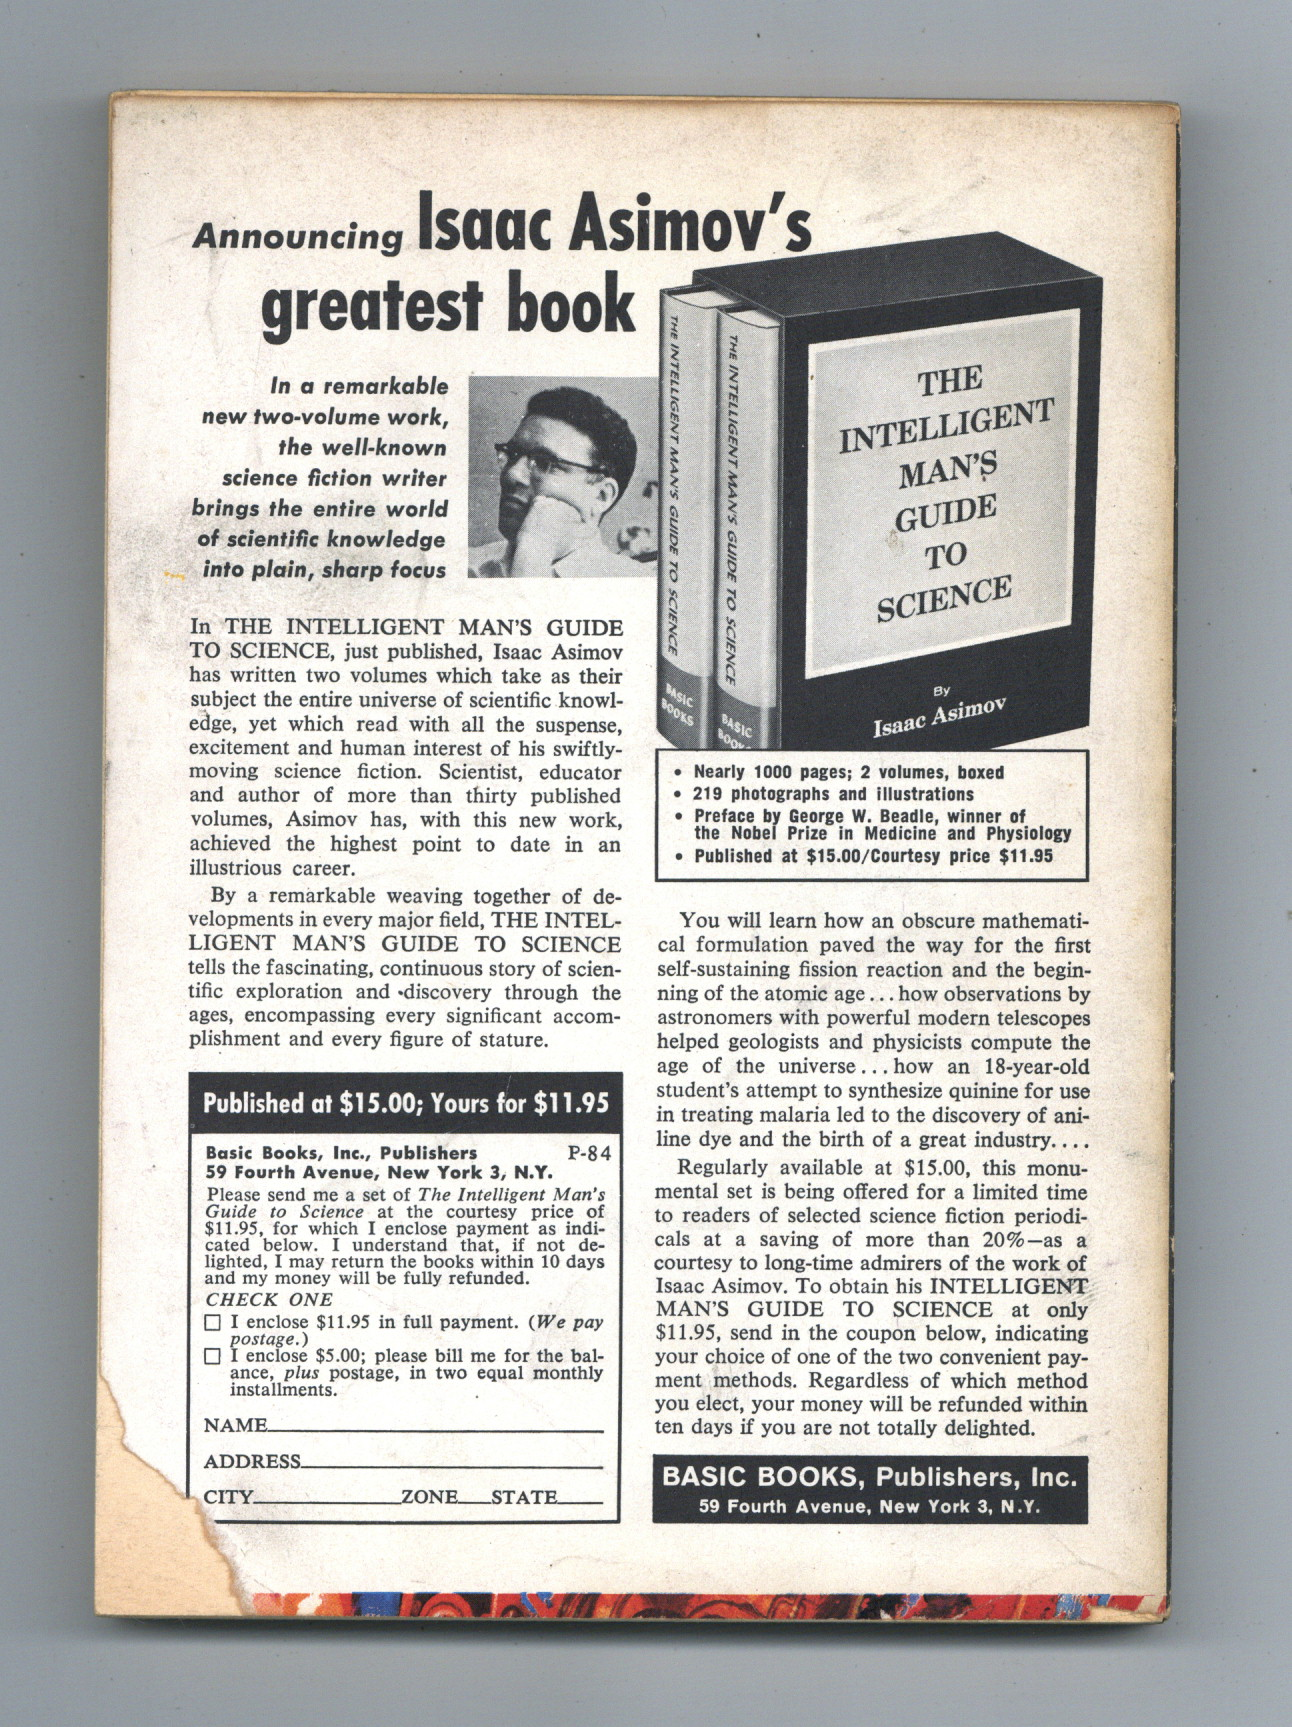 Announcing Isaac Asimov's
greatest book
In a remarkable
new two-volume work,
the well-known
science fiction writer
brings the entire world
of scientific knowledge
into plain, sharp focus
THE INTELLIGENT MAN'S GUIDE TO SCIENCE
BASIC
BOOKS
THE INTELLIGENT MAN'S GUIDE TO SCIENCE
BASIC
BOOKS
THE
INTELLIGENT
MAN'S
GUIDE
TO
SCIENCE
By
Isaac Asimov
In THE INTELLIGENT MAN'S GUIDE
TO SCIENCE, just published, Isaac Asimov
has written two volumes which take as their
subject the entire universe of scientific knowl-
edge, yet which read with all the suspense,
excitement and human interest of his swiftly-
moving science fiction. Scientist, educator
and author of more than thirty published
volumes, Asimov has, with this new work,
achieved the highest point to date in an
illustrious career.
By a remarkable weaving together of de-
velopments in every major field, THE INTEL-
LIGENT MAN'S GUIDE TO SCIENCE
tells the fascinating, continuous story of scien-
tific exploration and discovery through the
ages, encompassing every significant accom-
plishment and every figure of stature.
• Nearly 1000 pages; 2 volumes, boxed
• 219 photographs and illustrations
• Preface by George W. Beadle, winner of
the Nobel Prize in Medicine and Physiology
• Published at $15.00/Courtesy price $11.95
You will learn how an obscure mathemati-
cal formulation paved the way for the first
self-sustaining fission reaction and the begin-
ning of the atomic age...how observations by
astronomers with powerful modern telescopes
helped geologists and physicists compute the
age of the universe...how an 18-year-old
student's attempt to synthesize quinine for use
in treating malaria led to the discovery of ani-
line dye and the birth of a great industry....
Regularly available at $15.00, this monu-
mental set is being offered for a limited time
to readers of selected science fiction periodi-
cals at a saving of more than 20%—as a
courtesy to long-time admirers of the work of
Isaac Asimov. To obtain his INTELLIGENT
MAN'S GUIDE TO SCIENCE at only
$11.95, send in the coupon below, indicating
your choice of one of the two convenient pay-
ment methods. Regardless of which method
you elect, your money will be refunded within
ten days if you are not totally delighted.
Published at $15.00; Yours for $11.95
Basic Books, Inc., Publishers P-84
59 Fourth Avenue, New York 3, N.Y.
Please send me a set of The Intelligent Man's
Guide to Science at the courtesy price of
$11.95, for which I enclose payment as indi-
cated below. I understand that, if not de-
lighted, I may return the books within 10 days
and my money will be fully refunded.
CHECK ONE
☐ I enclose $11.95 in full payment. (We pay
postage.)
☐ I enclose $5.00; please bill me for the bal-
ance, plus postage, in two equal monthly
installments.
NAME
ADDRESS
CITY ZONE STATE
BASIC BOOKS, Publishers, Inc.
59 Fourth Avenue, New York 3, N.Y.